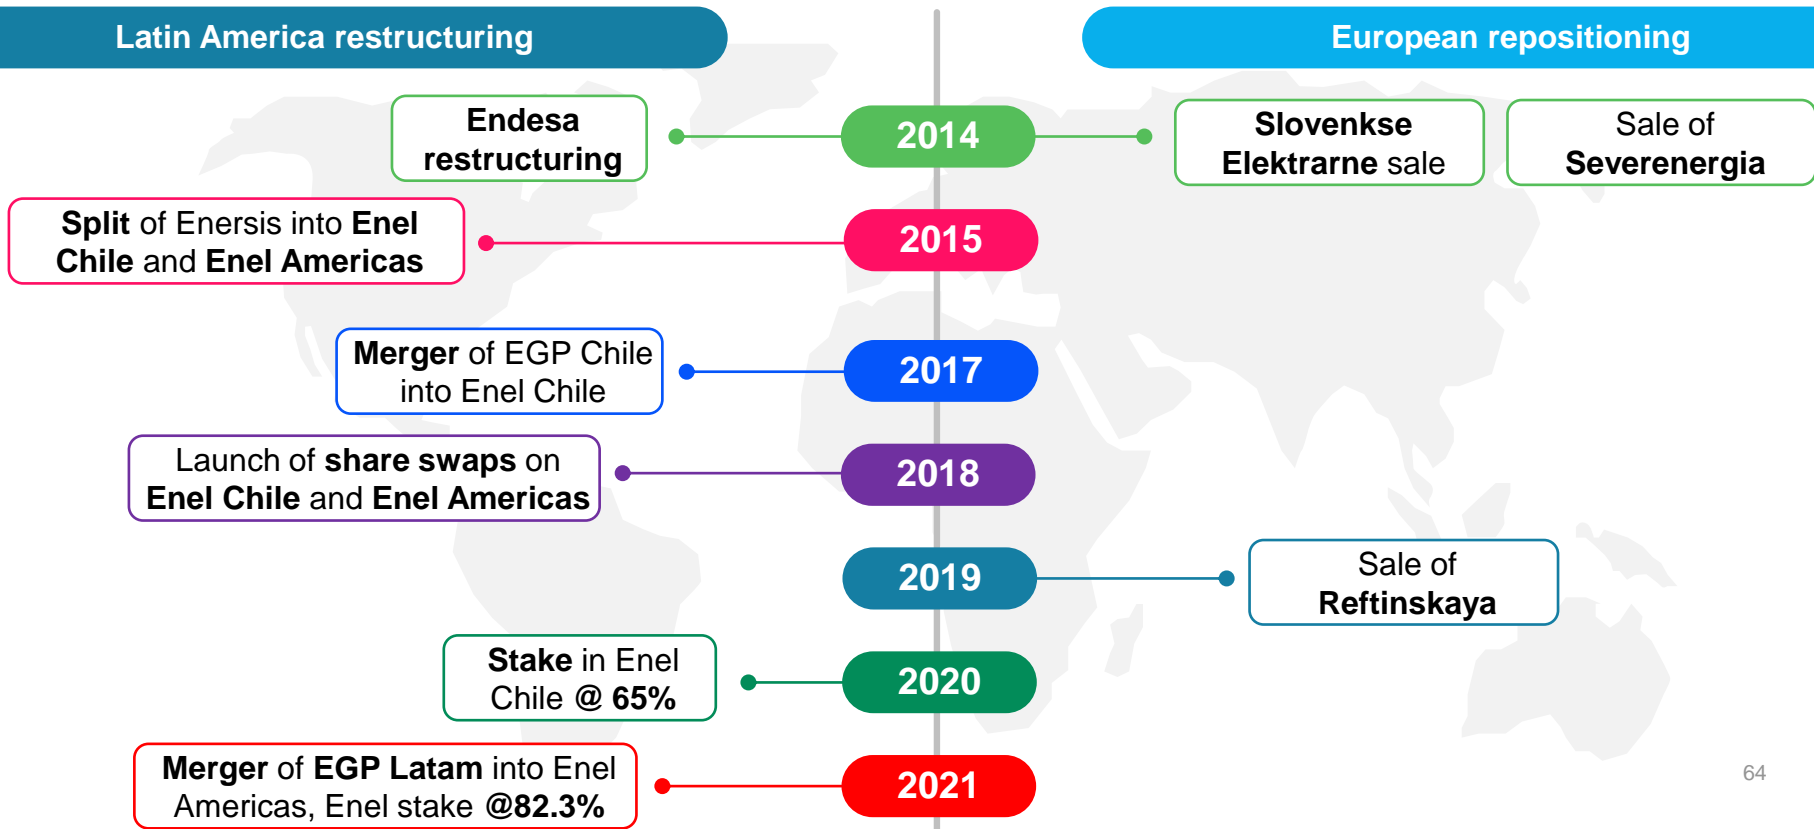 Latin America restructuring
European repositioning
Endesa
restructuring
2014
Slovenkse
Elektrarne sale
Sale of
Severenergia
Split of Enersis into Enel
Chile and Enel Americas
2015
Merger of EGP Chile
into Enel Chile
2017
Launch of share swaps on
Enel Chile and Enel Americas
2018
2019
Sale of
Reftinskaya
Stake in Enel
Chile @ 65%
2020
Merger of EGP Latam into Enel
Americas, Enel stake @82.3%
2021
64